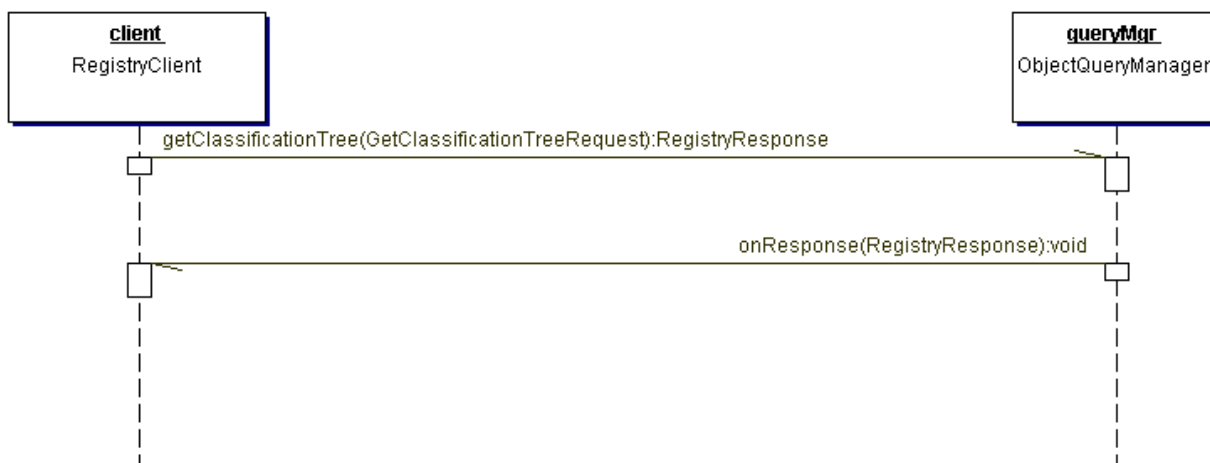 client
RegistryClient
queryMgr
ObjectQueryManager
getClassificationTree(GetClassificationTreeRequest):RegistryResponse
onResponse(RegistryResponse):void